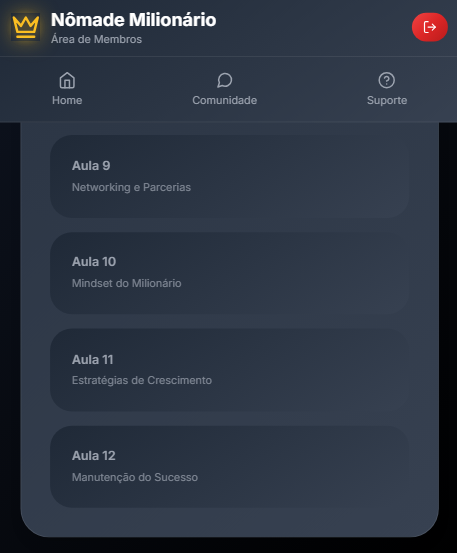 Nômade Milionário
Área de Membros
Home
Comunidade
Suporte
Aula 9
Networking e Parcerias
Aula 10
Mindset do Milionário
Aula 11
Estratégias de Crescimento
Aula 12
Manutenção do Sucesso